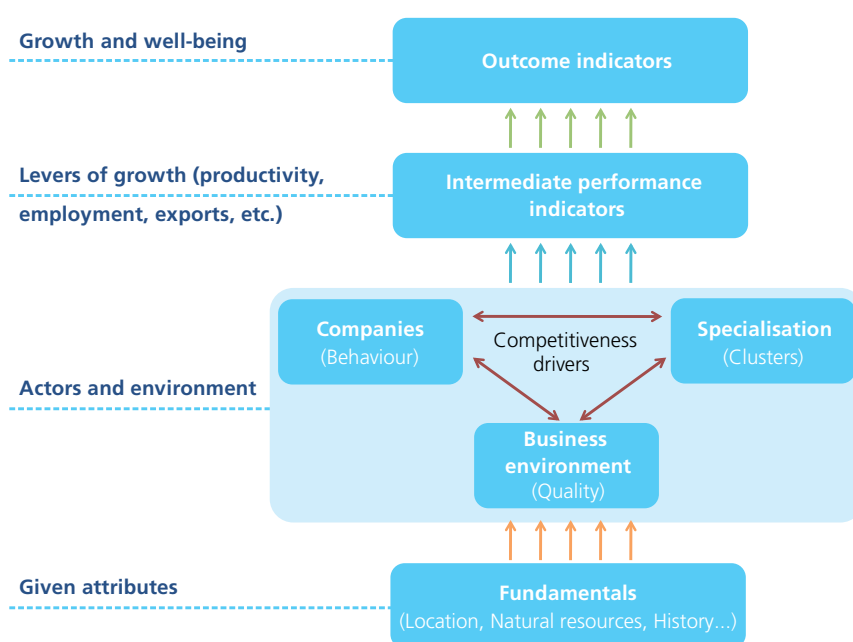 Growth and well-being
Outcome indicators
Levers of growth (productivity,
employment, exports, etc.)
Intermediate performance
indicators
Companies
(Behaviour)
Competitiveness
drivers
Specialisation
(Clusters)
Actors and environment
Business
environment
(Quality)
Given attributes
Fundamentals
(Location, Natural resources, History...)